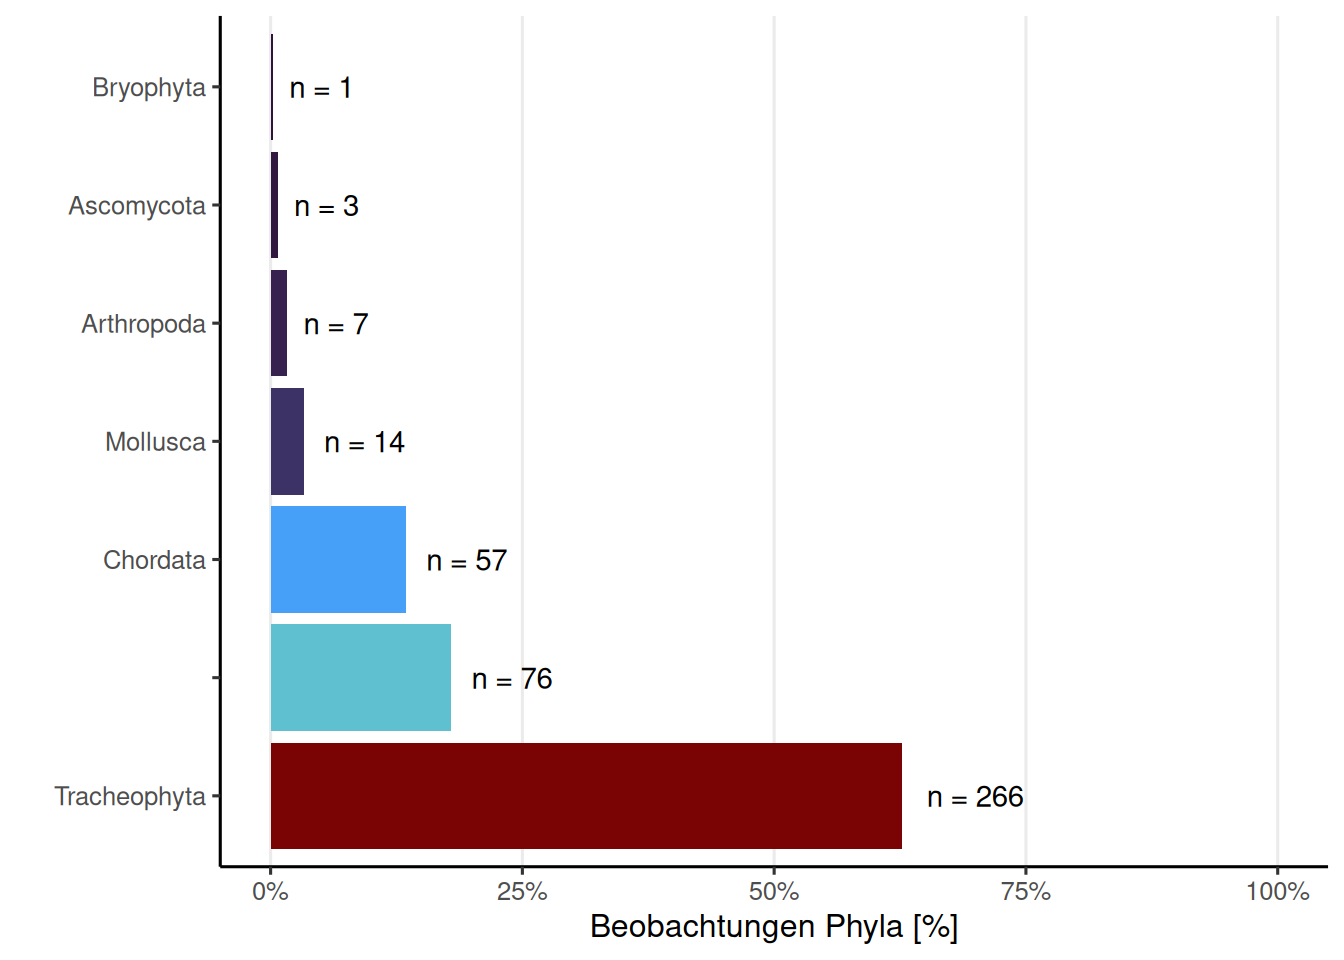 Bryophyta
n = 1
Ascomycota
n = 3
Arthropoda
n = 7
Mollusca
n = 14
Chordata
n = 57
n = 76
Tracheophyta
n = 266
0% 25% 50% 75% 100%
Beobachtungen Phyla [%]